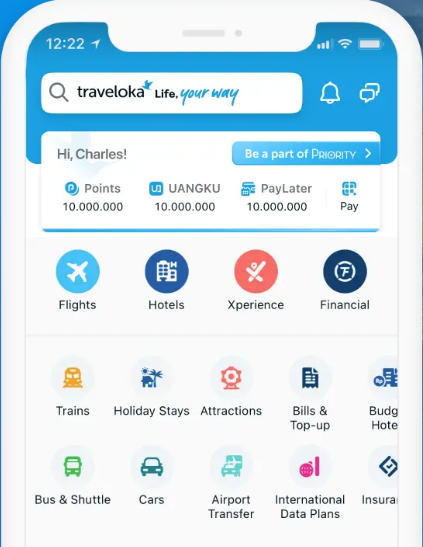 12:22
traveloka Life, your way
Hi, Charles!
Be a part of PRIORITY
Points
UANGKU
PayLater
10.000.000
10.000.000
10.000.000
Pay
Flights
Hotels
Xperience
Financial
Trains
Holiday Stays
Attractions
Bills &
Top-up
Budg
Hote
Bus & Shuttle
Cars
Airport
Transfer
International
Data Plans
Insuran